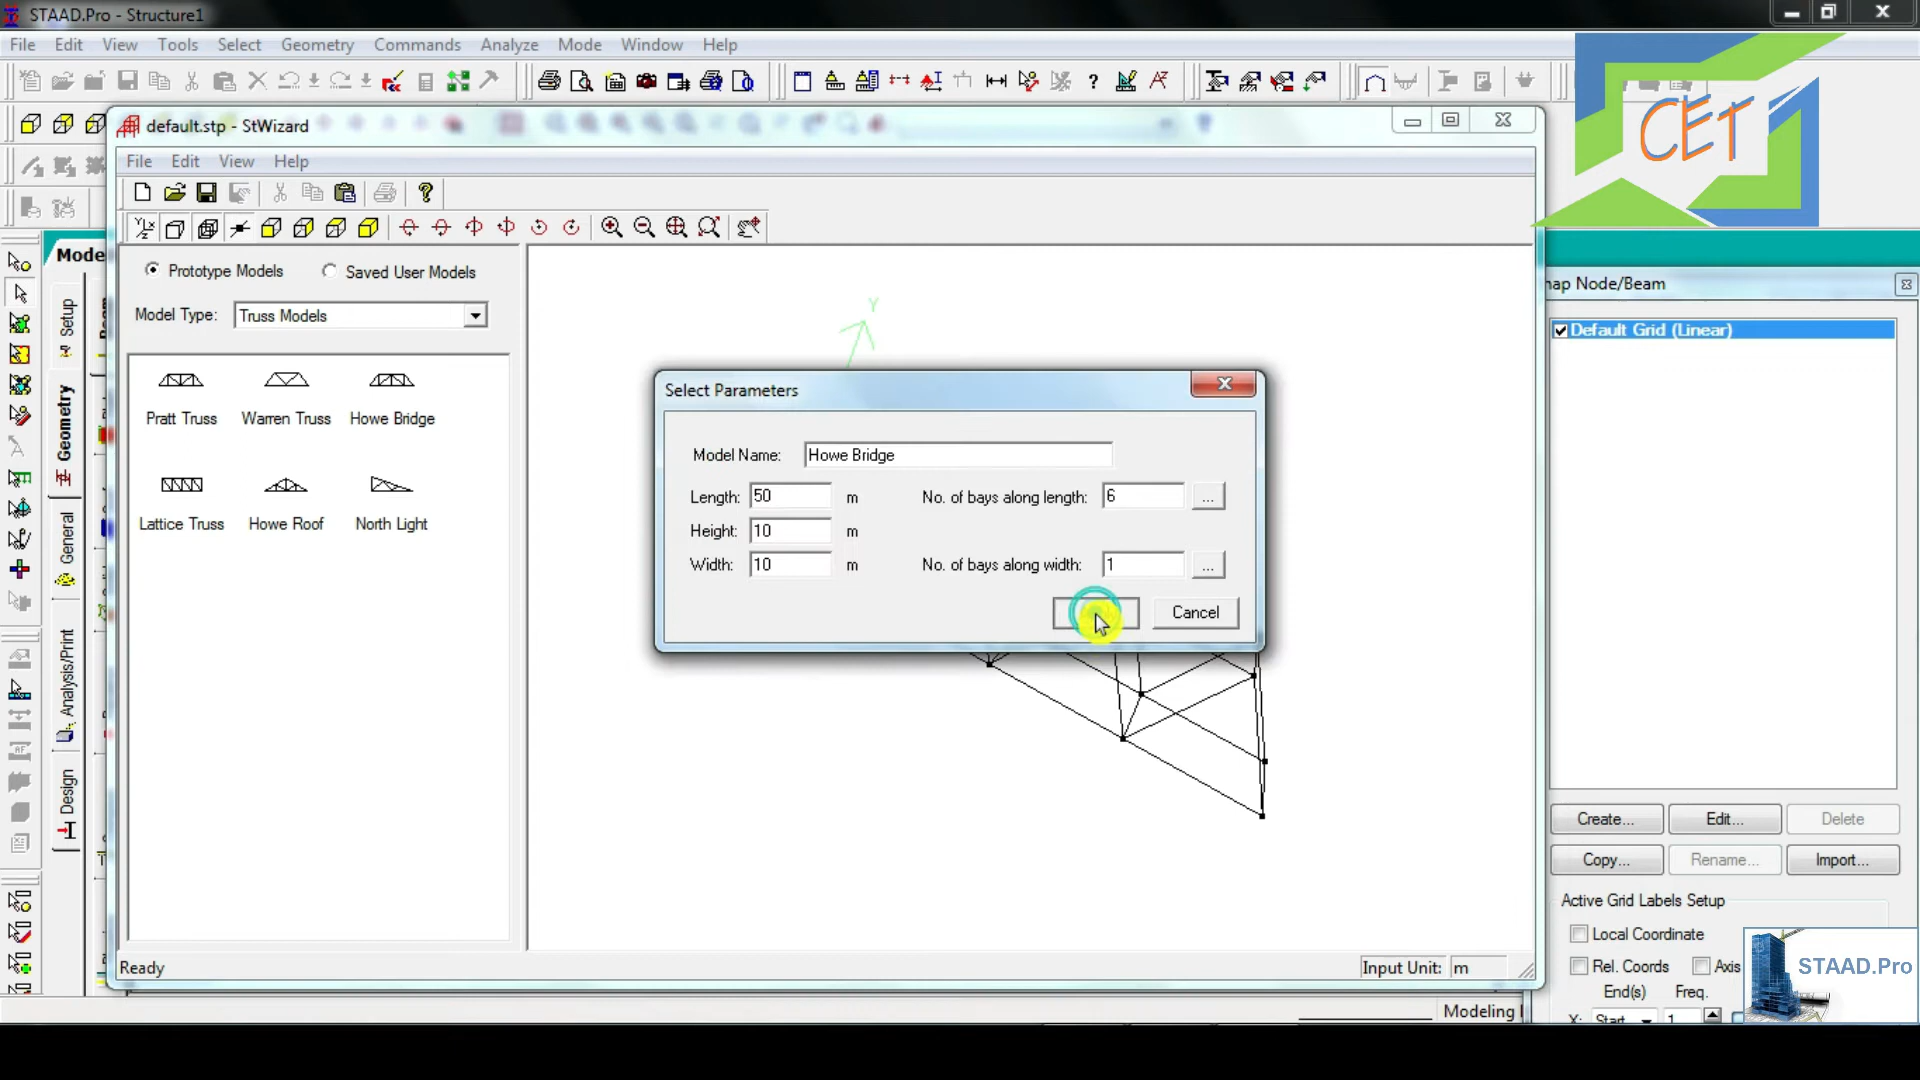 STAAD.Pro - Structure1
File Edit View Tools Select Geometry Commands Analyze Mode Window Help
CET
default.stp - StWizard
File Edit View Help
Mode
Prototype Models Saved User Models
Model Type: Truss Models
Pratt Truss Warren Truss Howe Bridge
Lattice Truss Howe Roof North Light
Setup
Geometry
General
Analysis/Print
Design
Y
Select Parameters
Model Name: Howe Bridge
Length: 50 m No. of bays along length: 6 ...
Height: 10 m
Width: 10 m No. of bays along width: 1 ...
Cancel
Ready
Input Unit: m
Modeling
Node/Beam
Default Grid (Linear)
Create... Edit... Delete
Copy... Rename... Import...
Active Grid Labels Setup
Local Coordinate
Rel. Coords Axis
End(s) Freq.
X: Start 1
STAAD.Pro